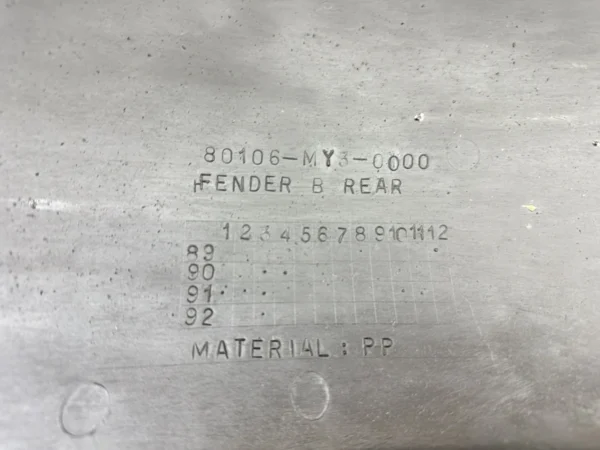 80106-MY3-0000
FENDER B REAR
1 2 3 4 5 6 7 8 9 10 11 12
89
90
91
92
MATERIAL : PP